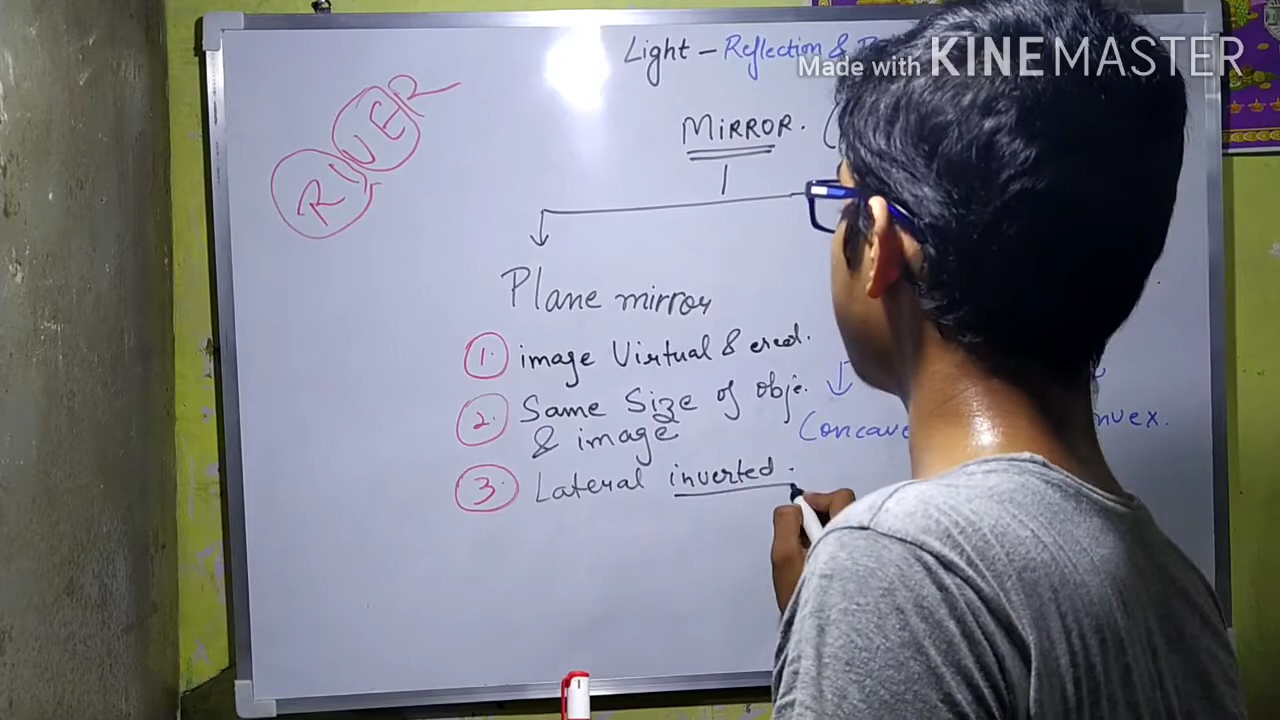 Light - Reflection &
Made with KINEMASTER
RIVER
MIRROR. (
Plane mirror
1. image Virtual & erect.
2. Same Size of obje.
& image
Concave
nvex.
3. Lateral inverted.